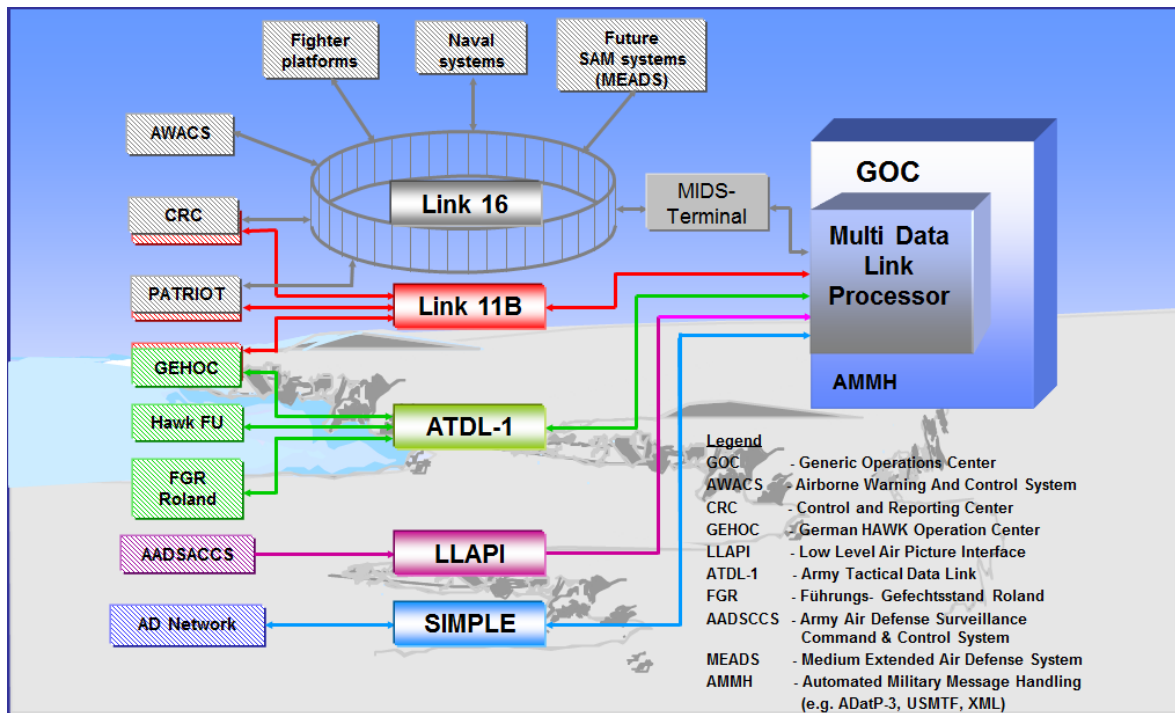 Fighter
platforms
Naval
systems
Future
SAM systems
(MEADS)
AWACS
CRC
PATRIOT
GEHOC
Hawk FU
FGR
Roland
AADSACCS
AD Network
Link 16
Link 11B
ATDL-1
LLAPI
SIMPLE
MIDS-
Terminal
GOC
Multi Data
Link
Processor
AMMH
Legend
GOC - Generic Operations Center
AWACS - Airborne Warning And Control System
CRC - Control and Reporting Center
GEHOC - German HAWK Operation Center
LLAPI - Low Level Air Picture Interface
ATDL-1 - Army Tactical Data Link
FGR - Führungs- Gefechtsstand Roland
AADSCCS - Army Air Defense Surveillance
Command & Control System
MEADS - Medium Extended Air Defense System
AMMH - Automated Military Message Handling
(e.g. ADatP-3, USMTF, XML)